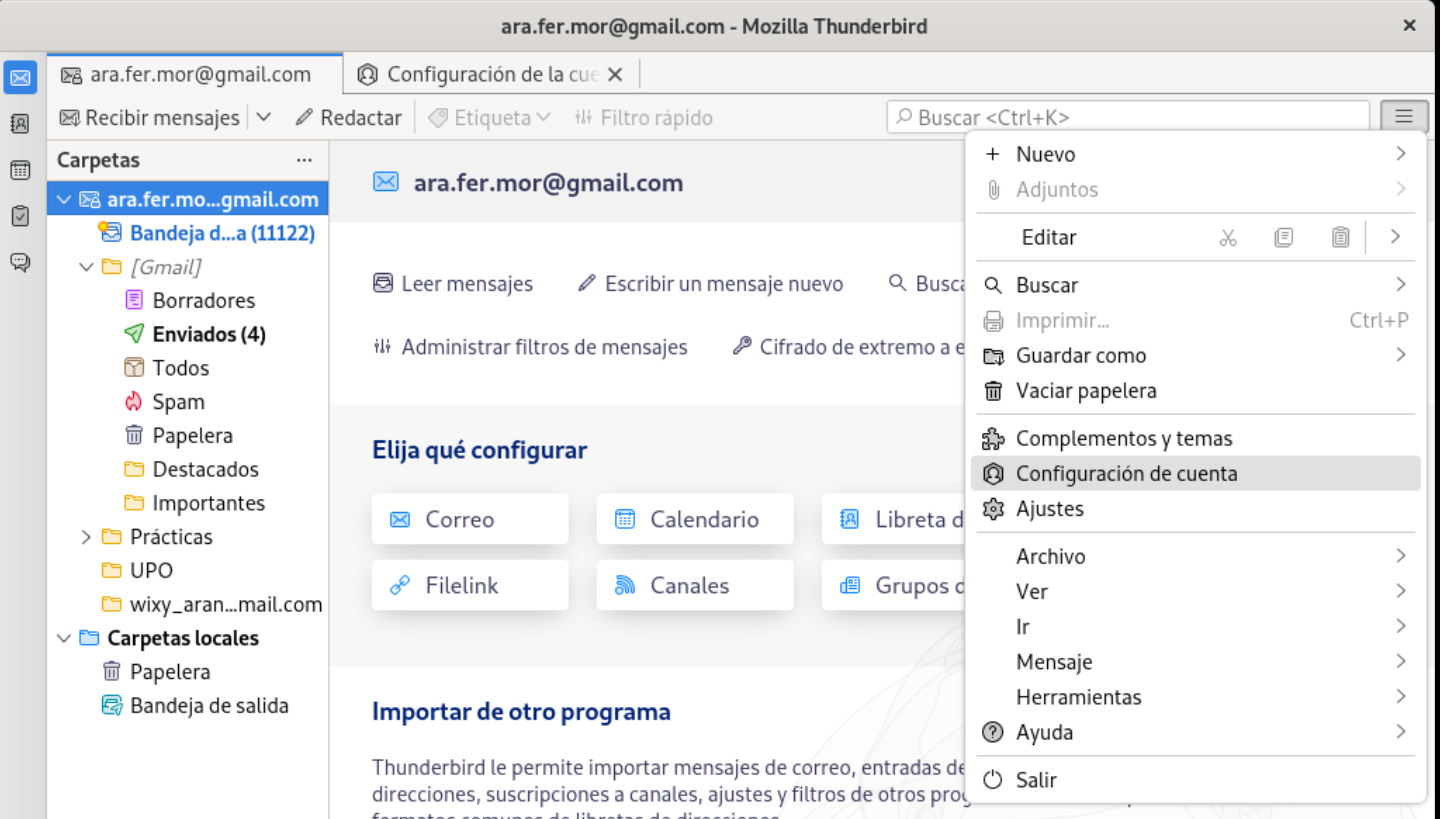 ara.fer.mor@gmail.com - Mozilla Thunderbird
ara.fer.mor@gmail.com
Configuración de la cue
Recibir mensajes
Redactar
Etiqueta
Filtro rápido
Buscar <Ctrl+K>
Carpetas
ara.fer.mo...gmail.com
Bandeja d...a (11122)
[Gmail]
Borradores
Enviados (4)
Todos
Spam
Papelera
Destacados
Importantes
Prácticas
UPO
wixy_aran...mail.com
Carpetas locales
Papelera
Bandeja de salida
ara.fer.mor@gmail.com
Leer mensajes
Escribir un mensaje nuevo
Busca
Administrar filtros de mensajes
Cifrado de extremo a e
Elija qué configurar
Correo
Calendario
Libreta d
Filelink
Canales
Grupos d
Importar de otro programa
Thunderbird le permite importar mensajes de correo, entradas de
direcciones, suscripciones a canales, ajustes y filtros de otros prog
formatos comunes de libretas de direcciones
Nuevo
Adjuntos
Editar
Buscar
Imprimir... Ctrl+P
Guardar como
Vaciar papelera
Complementos y temas
Configuración de cuenta
Ajustes
Archivo
Ver
Ir
Mensaje
Herramientas
Ayuda
Salir